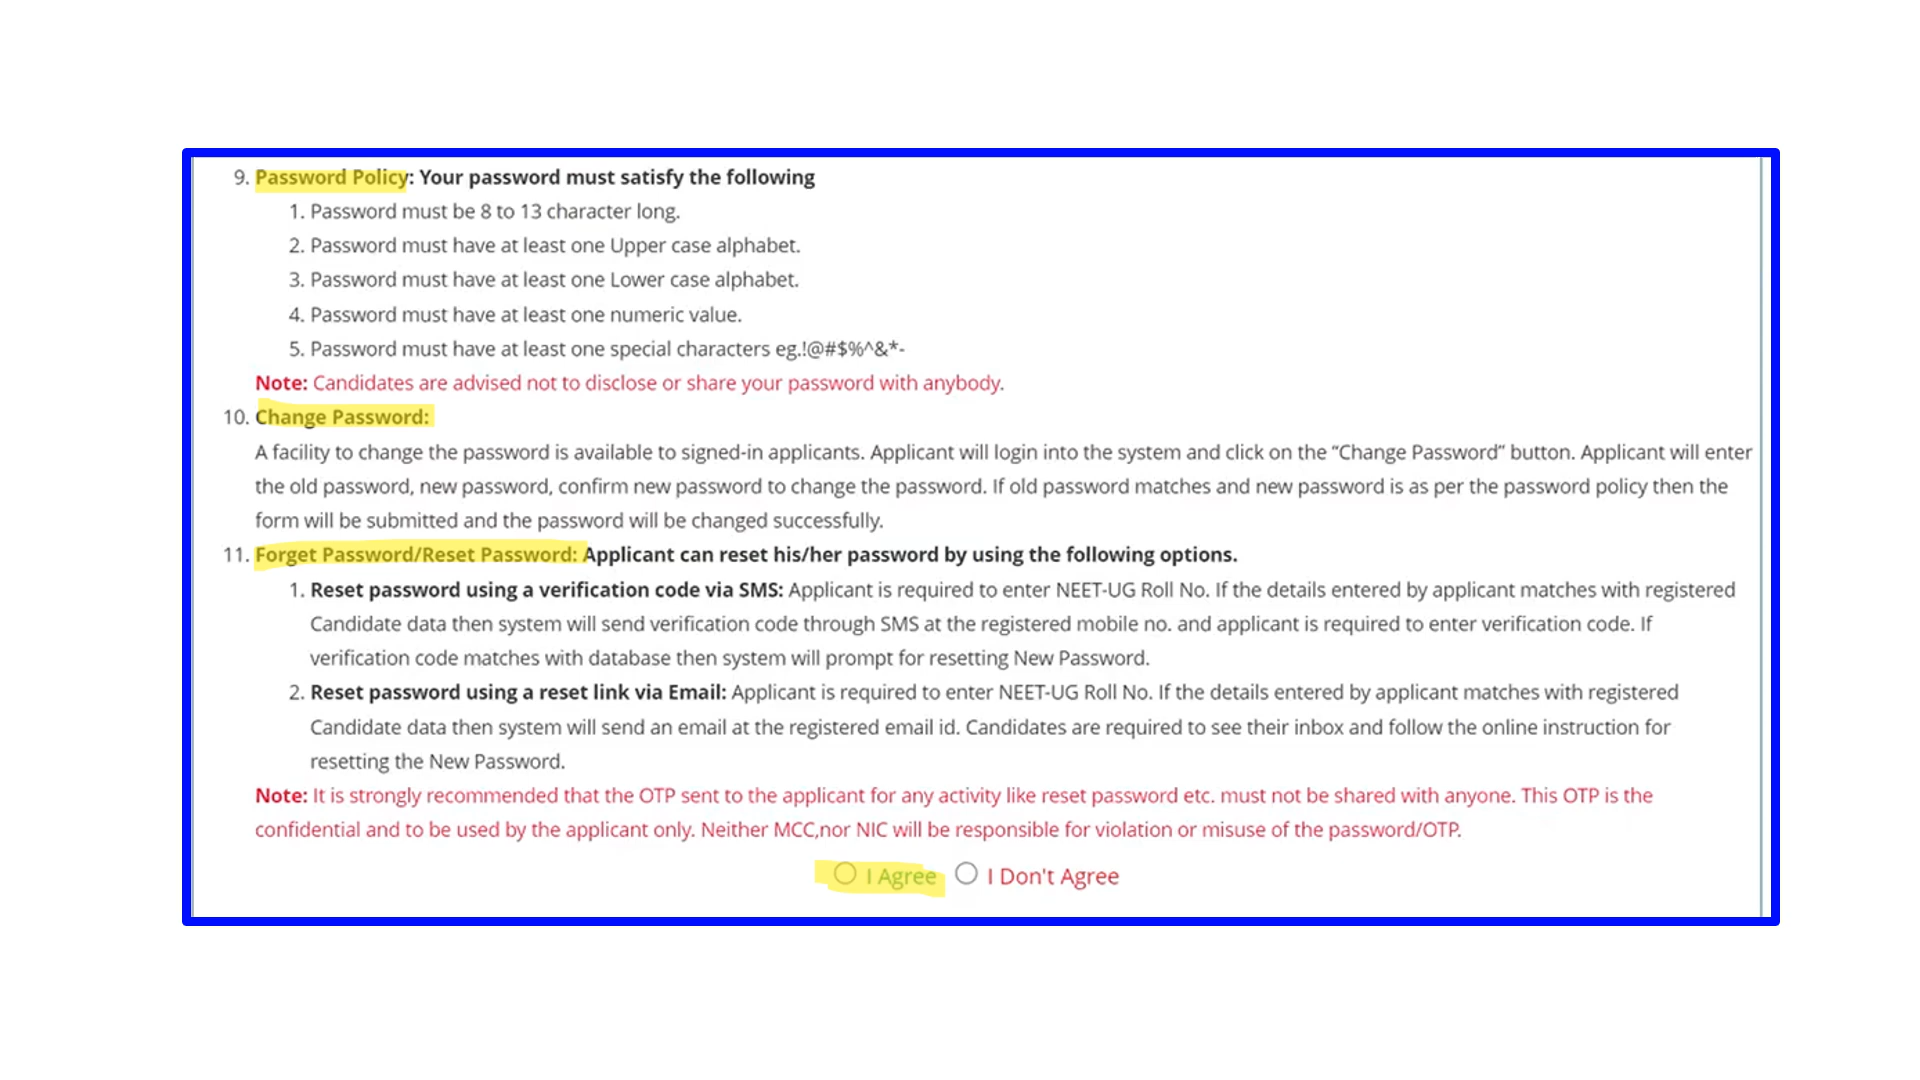 9. Password Policy: Your password must satisfy the following
1. Password must be 8 to 13 character long.
2. Password must have at least one Upper case alphabet.
3. Password must have at least one Lower case alphabet.
4. Password must have at least one numeric value.
5. Password must have at least one special characters eg.!@#$%^&*-
Note: Candidates are advised not to disclose or share your password with anybody.
10. Change Password:
A facility to change the password is available to signed-in applicants. Applicant will login into the system and click on the “Change Password” button. Applicant will enter
the old password, new password, confirm new password to change the password. If old password matches and new password is as per the password policy then the
form will be submitted and the password will be changed successfully.
11. Forget Password/Reset Password: Applicant can reset his/her password by using the following options.
1. Reset password using a verification code via SMS: Applicant is required to enter NEET-UG Roll No. If the details entered by applicant matches with registered
Candidate data then system will send verification code through SMS at the registered mobile no. and applicant is required to enter verification code. If
verification code matches with database then system will prompt for resetting New Password.
2. Reset password using a reset link via Email: Applicant is required to enter NEET-UG Roll No. If the details entered by applicant matches with registered
Candidate data then system will send an email at the registered email id. Candidates are required to see their inbox and follow the online instruction for
resetting the New Password.
Note: It is strongly recommended that the OTP sent to the applicant for any activity like reset password etc. must not be shared with anyone. This OTP is the
confidential and to be used by the applicant only. Neither MCC,nor NIC will be responsible for violation or misuse of the password/OTP.
I Agree I Don't Agree